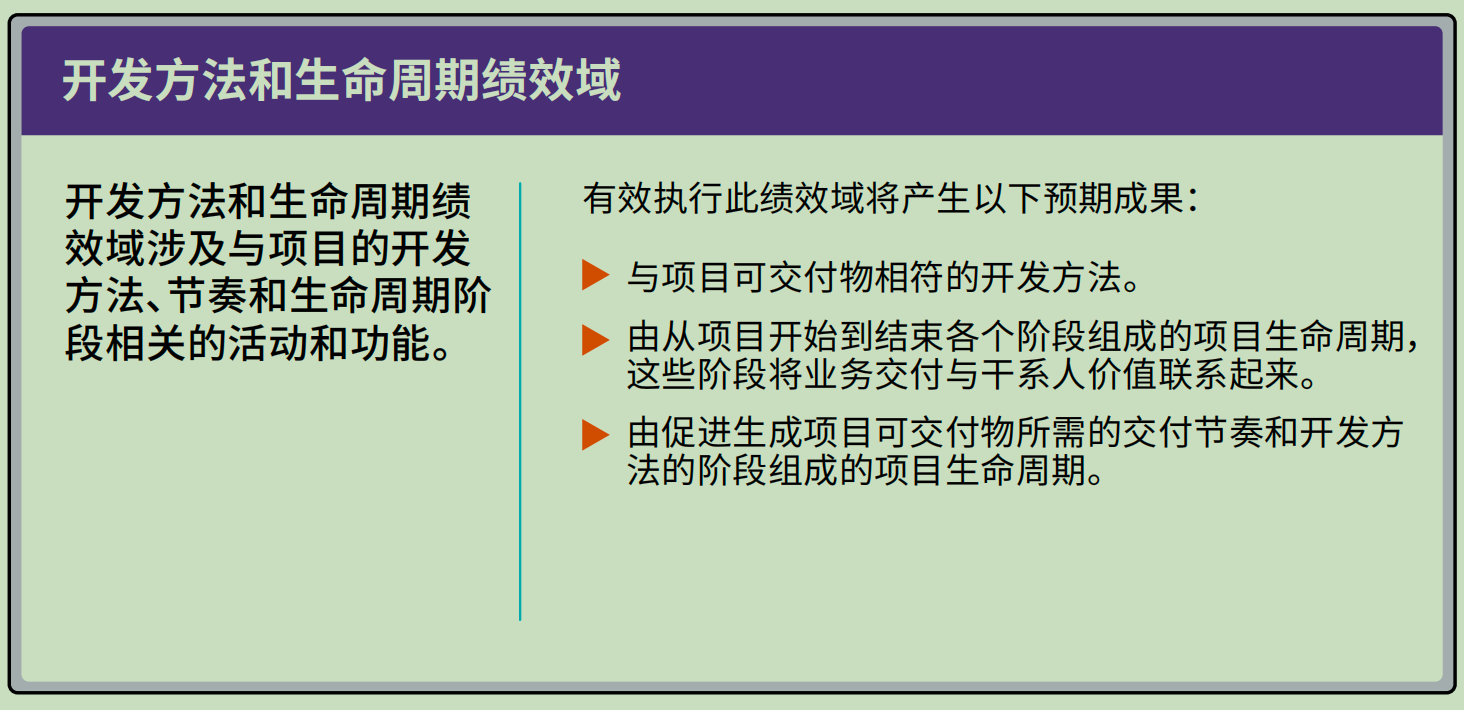 开发方法和生命周期绩效域
开发方法和生命周期绩
效域涉及与项目的开发
方法、节奏和生命周期阶
段相关的活动和功能。
有效执行此绩效域将产生以下预期成果：
与项目可交付物相符的开发方法。
由从项目开始到结束各个阶段组成的项目生命周期，
这些阶段将业务交付与干系人价值联系起来。
由促进生成项目可交付物所需的交付节奏和开发方
法的阶段组成的项目生命周期。